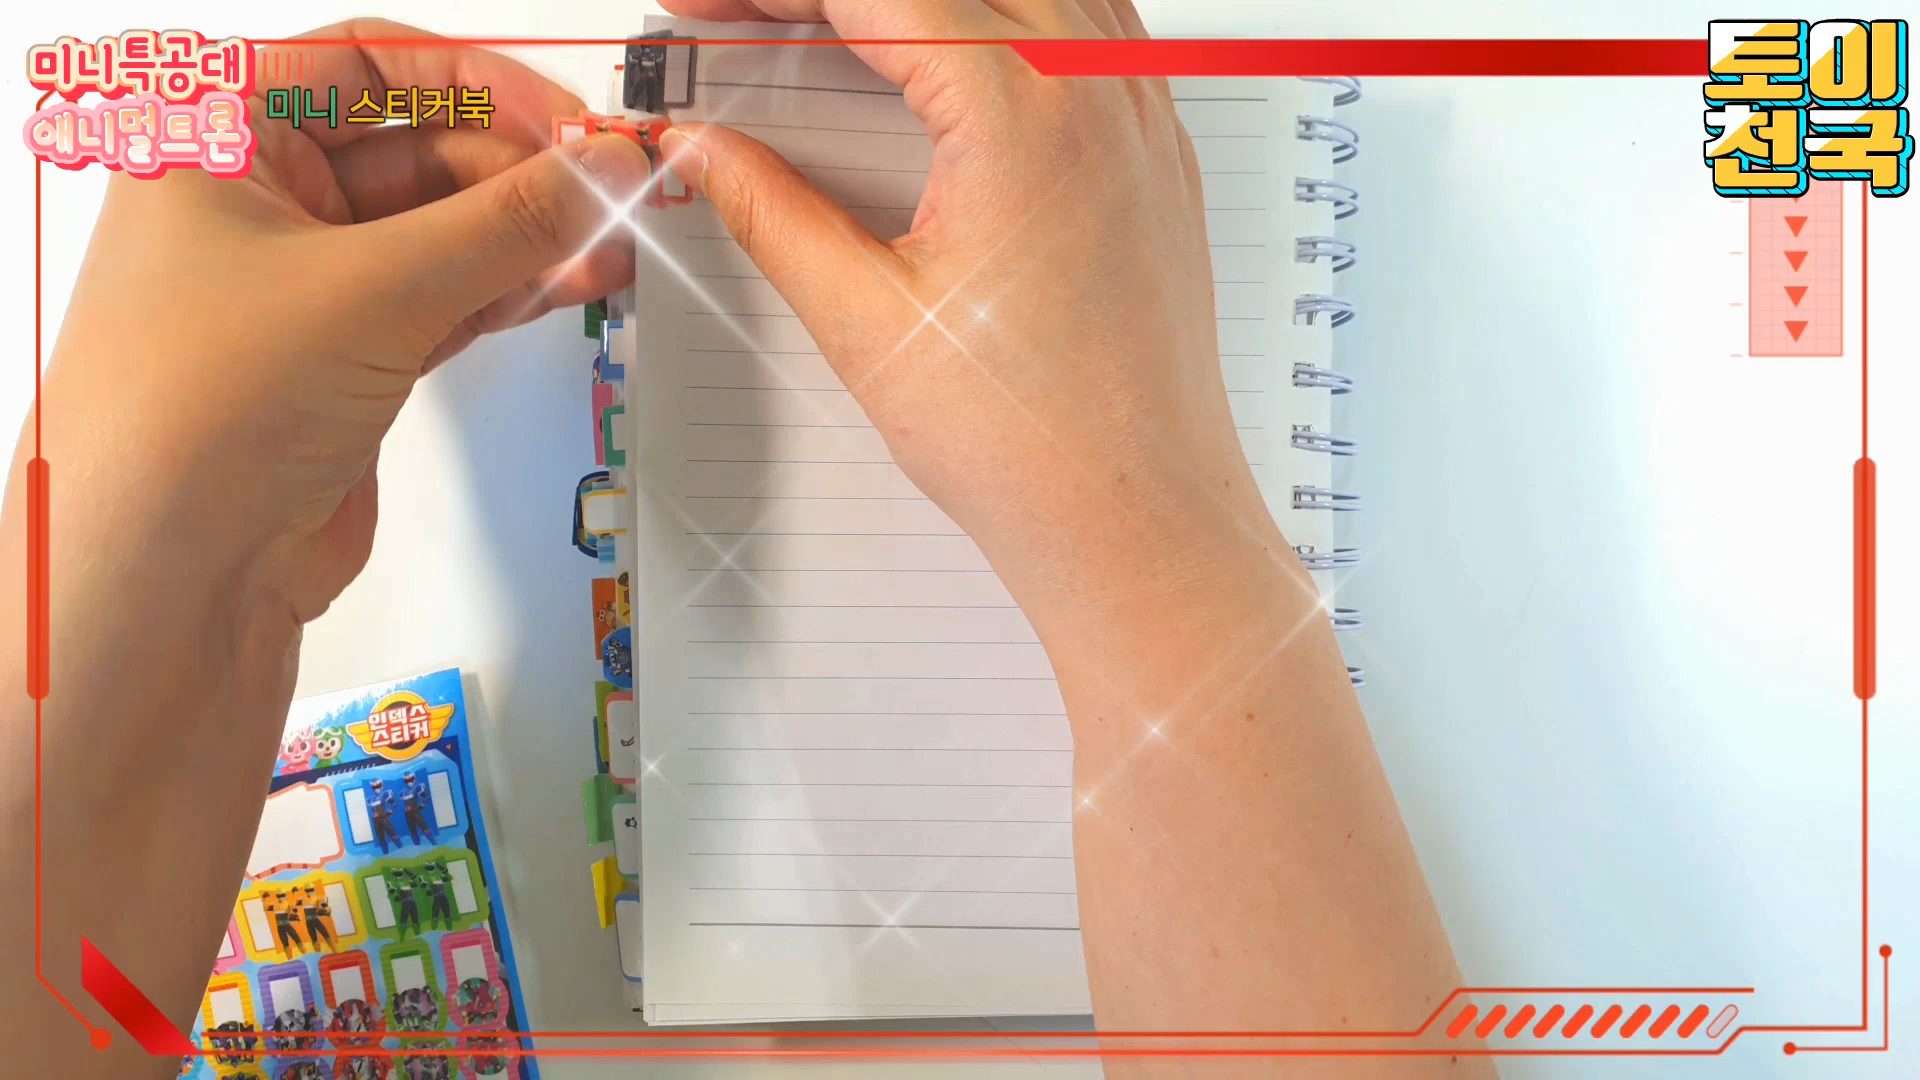 미니특공대
애니멀트론
미니 스티커북
토이
천국
인덱스
스티커